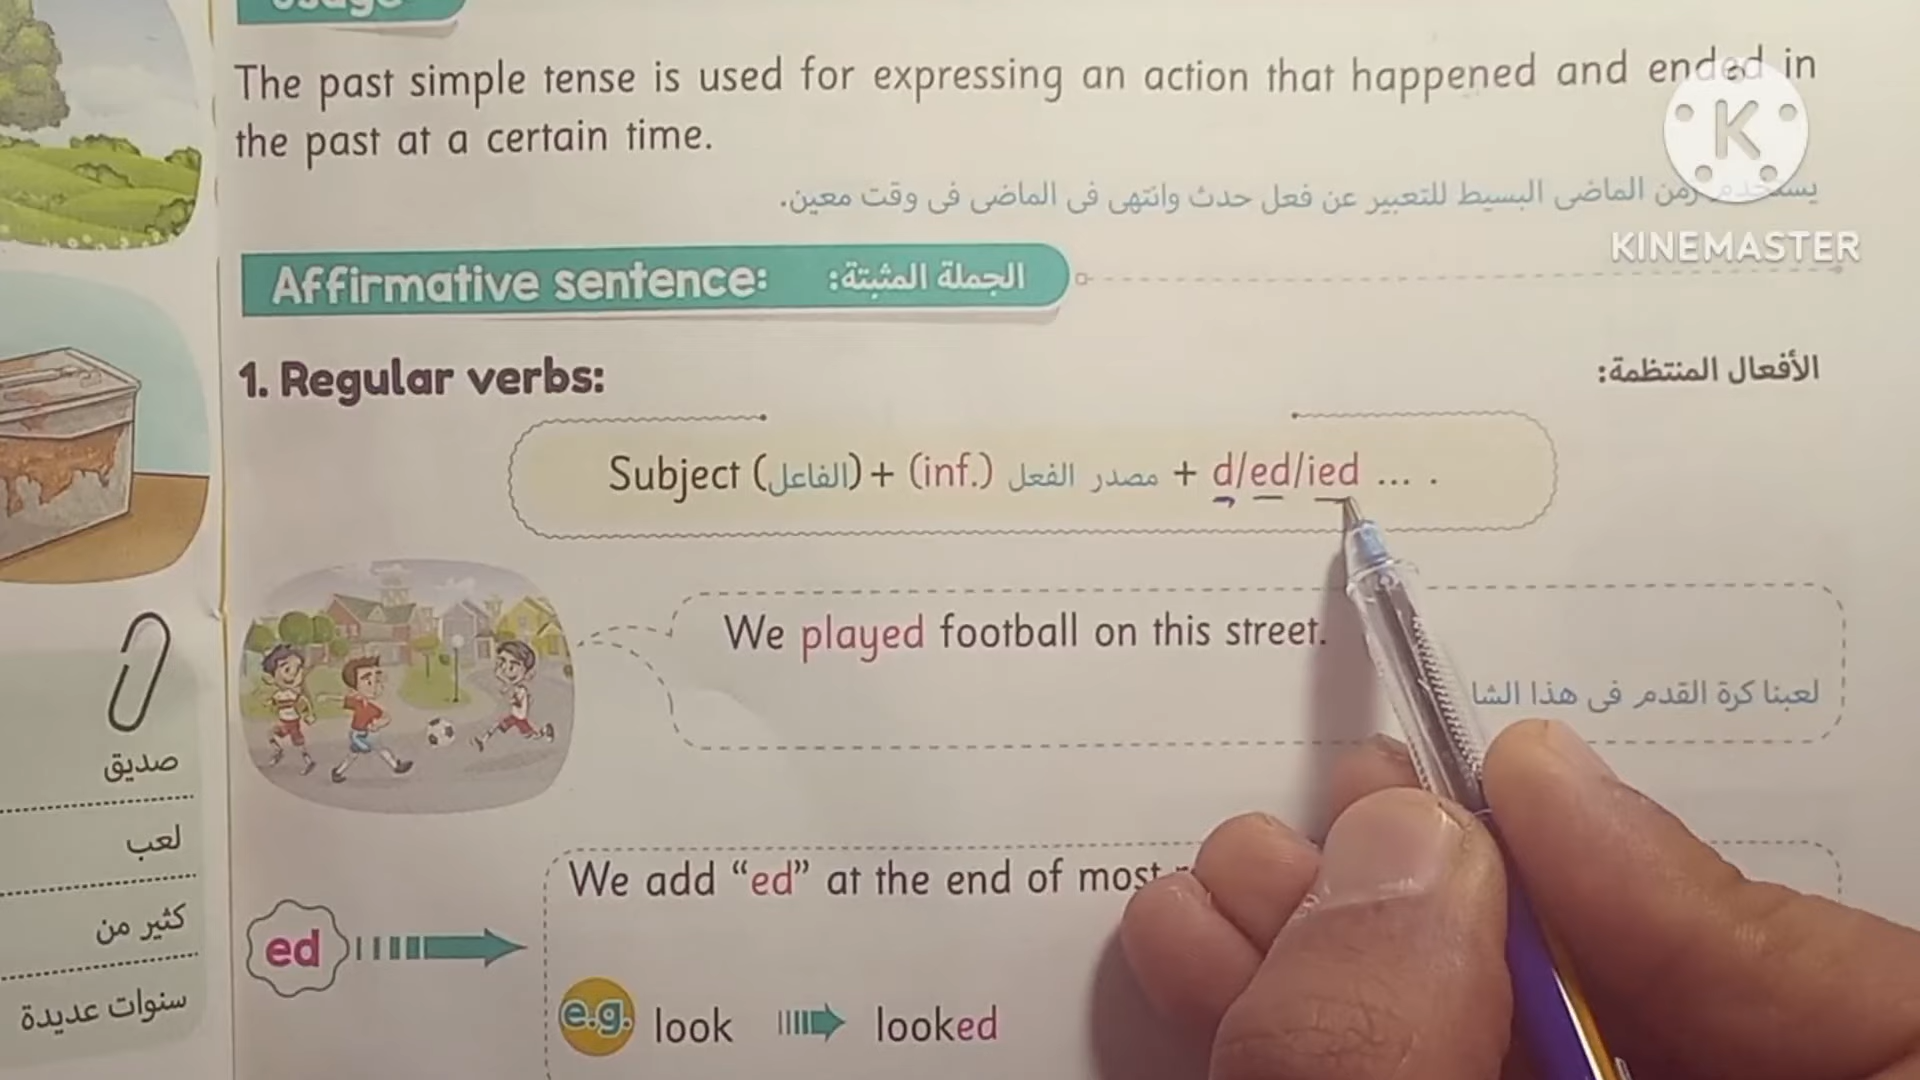 Usage
The past simple tense is used for expressing an action that happened and ended in
the past at a certain time.
يستخدم زمن الماضى البسيط للتعبير عن فعل حدث وانتهى فى الماضى فى وقت معين.
K
KINEMASTER
Affirmative sentence: الجملة المثبتة:
1. Regular verbs: الأفعال المنتظمة:
Subject (الفاعل) + (inf.) مصدر الفعل + d/ed/ied ... .
We played football on this street.
لعبنا كرة القدم فى هذا
صديق
لعب
كثير من
سنوات عديدة
We add “ed” at the end of most
ed
e.g. look looked